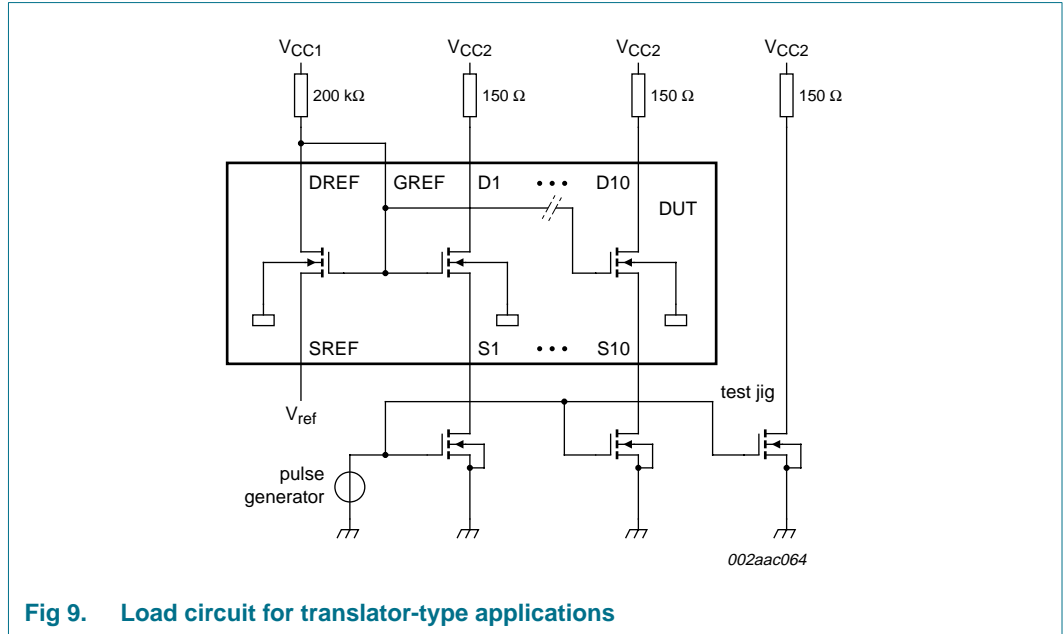 VCC1 VCC2 VCC2 VCC2
200 kΩ 150 Ω 150 Ω 150 Ω
DREF GREF D1 • • • D10
DUT
SREF S1 • • • S10
test jig
Vref
pulse
generator
002aac064
Fig 9. Load circuit for translator-type applications